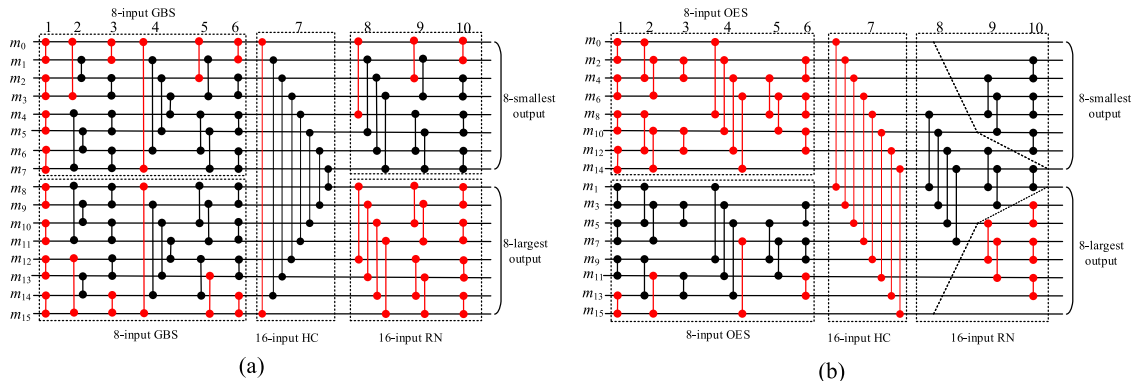 8-input GBS
1 2 3 4 5 6 7 8 9 10
m0
m1
m2
m3
m4
m5
m6
m7
m8
m9
m10
m11
m12
m13
m14
m15
8-smallest
output
8-largest
output
8-input GBS
16-input HC
16-input RN
(a)
8-input OES
1 2 3 4 5 6 7 8 9 10
m0
m2
m4
m6
m8
m10
m12
m14
m1
m3
m5
m7
m9
m11
m13
m15
8-smallest
output
8-largest
output
8-input OES
16-input HC
16-input RN
(b)